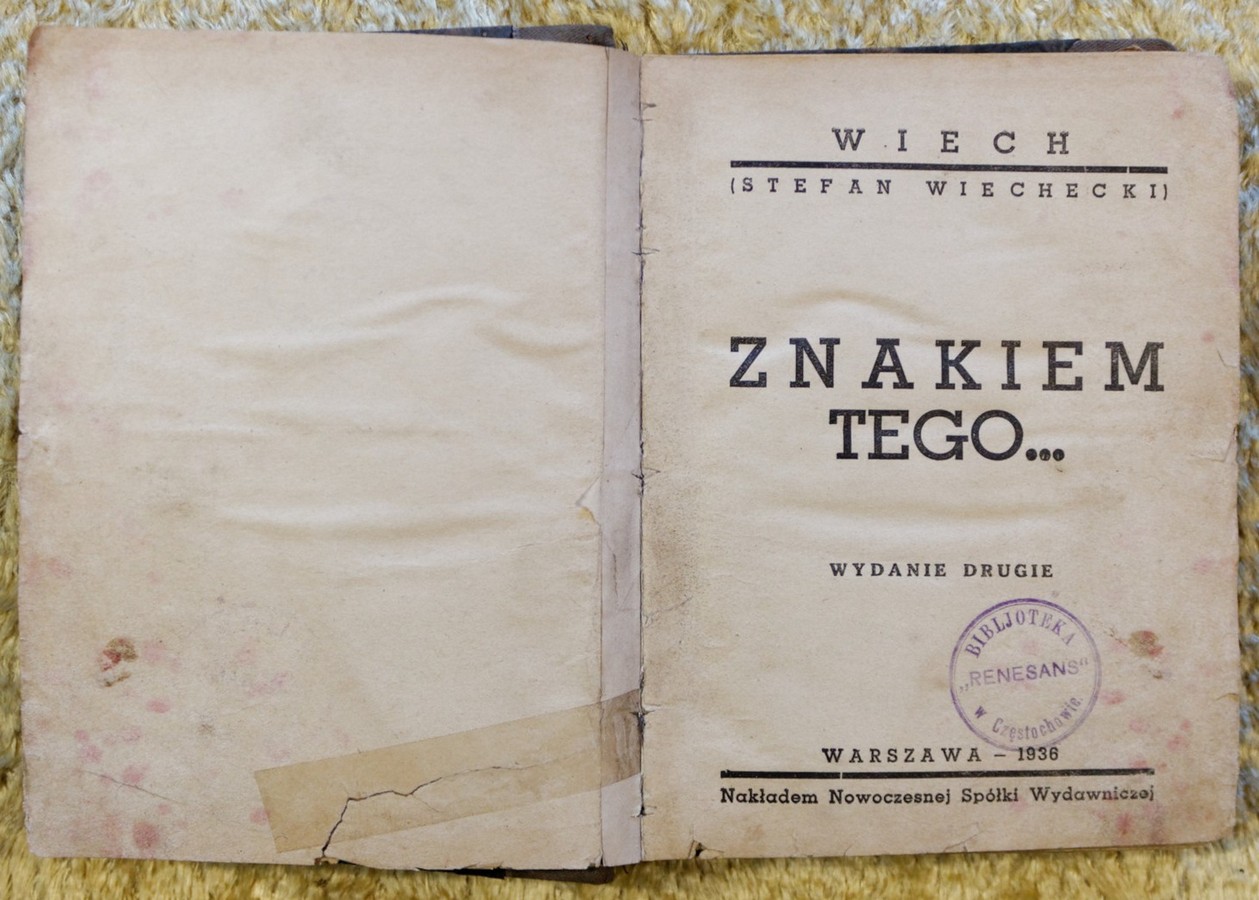 WIECH
(STEFAN WIECHECKI)
ZNAKIEM
TEGO...
WYDANIE DRUGIE
BIBLJOTEKA
„RENESANS“
w Częstochowie.
WARSZAWA – 1936
Nakładem Nowoczesnej Spółki Wydawniczej